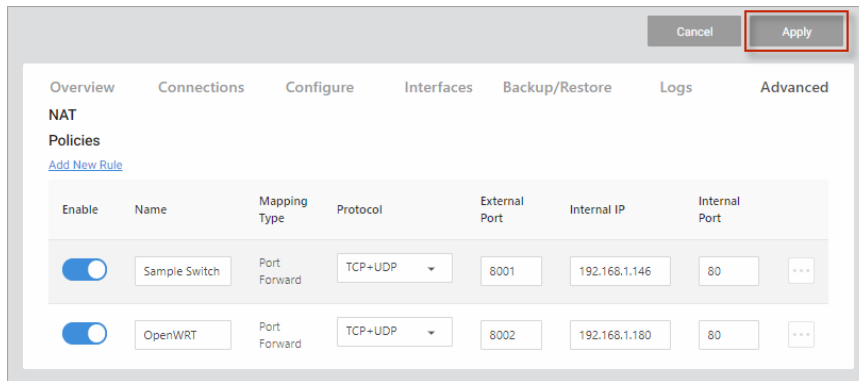 Cancel Apply
Overview Connections Configure Interfaces Backup/Restore Logs Advanced
NAT
Policies
Add New Rule
Enable Name Mapping Type Protocol External Port Internal IP Internal Port
Sample Switch Port Forward TCP+UDP 8001 192.168.1.146 80
OpenWRT Port Forward TCP+UDP 8002 192.168.1.180 80